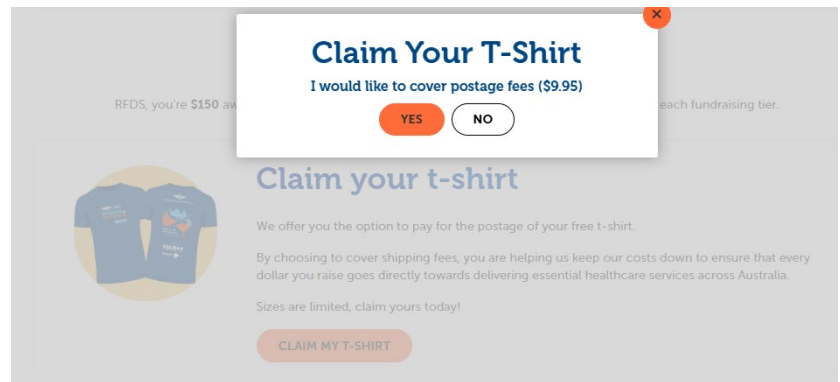 ×
Claim Your T-Shirt
I would like to cover postage fees ($9.95)
YES NO
RFDS, you're $150 each fundraising tier.
Claim your t-shirt
We offer you the option to pay for the postage of your free t-shirt.
By choosing to cover shipping fees, you are helping us keep our costs down to ensure that every
dollar you raise goes directly towards delivering essential healthcare services across Australia.
Sizes are limited, claim yours today!
CLAIM MY T-SHIRT